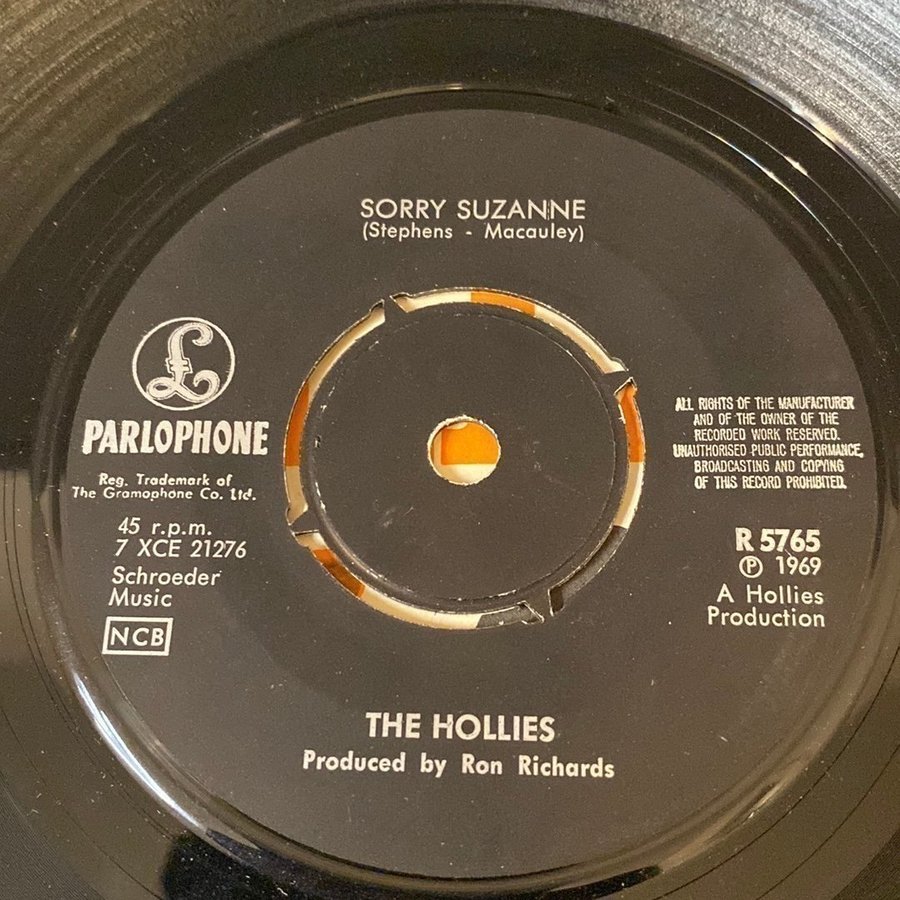 SORRY SUZANNE
(Stephens - Macauley)
£
PARLOPHONE
Reg. Trademark of
The Gramophone Co. Ltd.
45 r.p.m.
7 XCE 21276
Schroeder
Music
NCB
ALL RIGHTS OF THE MANUFACTURER
AND OF THE OWNER OF THE
RECORDED WORK RESERVED.
UNAUTHORISED PUBLIC PERFORMANCE,
BROADCASTING AND COPYING
OF THIS RECORD PROHIBITED.
R 5765
Ⓟ 1969
A Hollies
Production
THE HOLLIES
Produced by Ron Richards